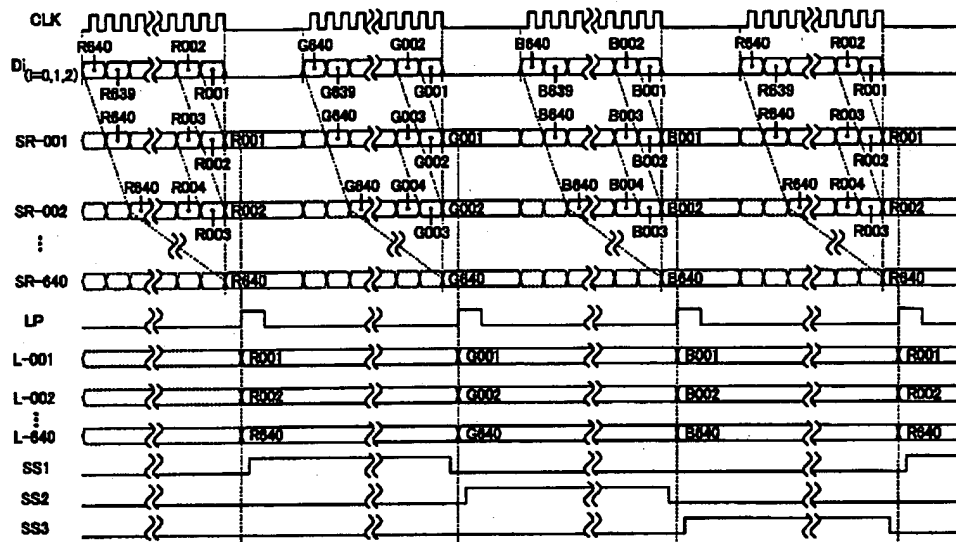 CLK
R640 R002 G640 G002 B640 B002 R640 R002
Di(i=0,1,2)
R639 R001 G639 G001 B639 B001 R639 R001
R640 R003 G640 G003 B640 B003 R640 R003
SR-001 R001 G001 B001 R001
R002 G002 B002 R002
R640 R004 G640 G004 B640 B004 R640 R004
SR-002 R002 G002 B002 R002
R003 G003 B003 R003
⋮
SR-640 R640 G640 B640 R640
LP
L-001 R001 G001 B001 R001
L-002 R002 G002 B002 R002
⋮
L-640 R640 G640 B640 R640
SS1
SS2
SS3